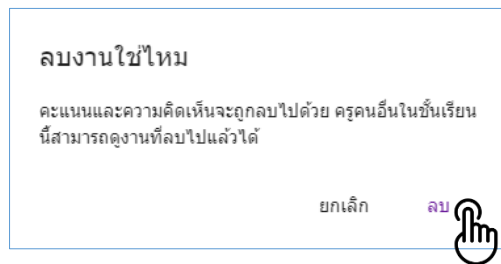 ลบงานใช่ไหม
คะแนนและความคิดเห็นจะถูกลบไปด้วย ครูคนอื่นในชั้นเรียน
นี้สามารถดูงานที่ลบไปแล้วได้
ยกเลิก ลบ